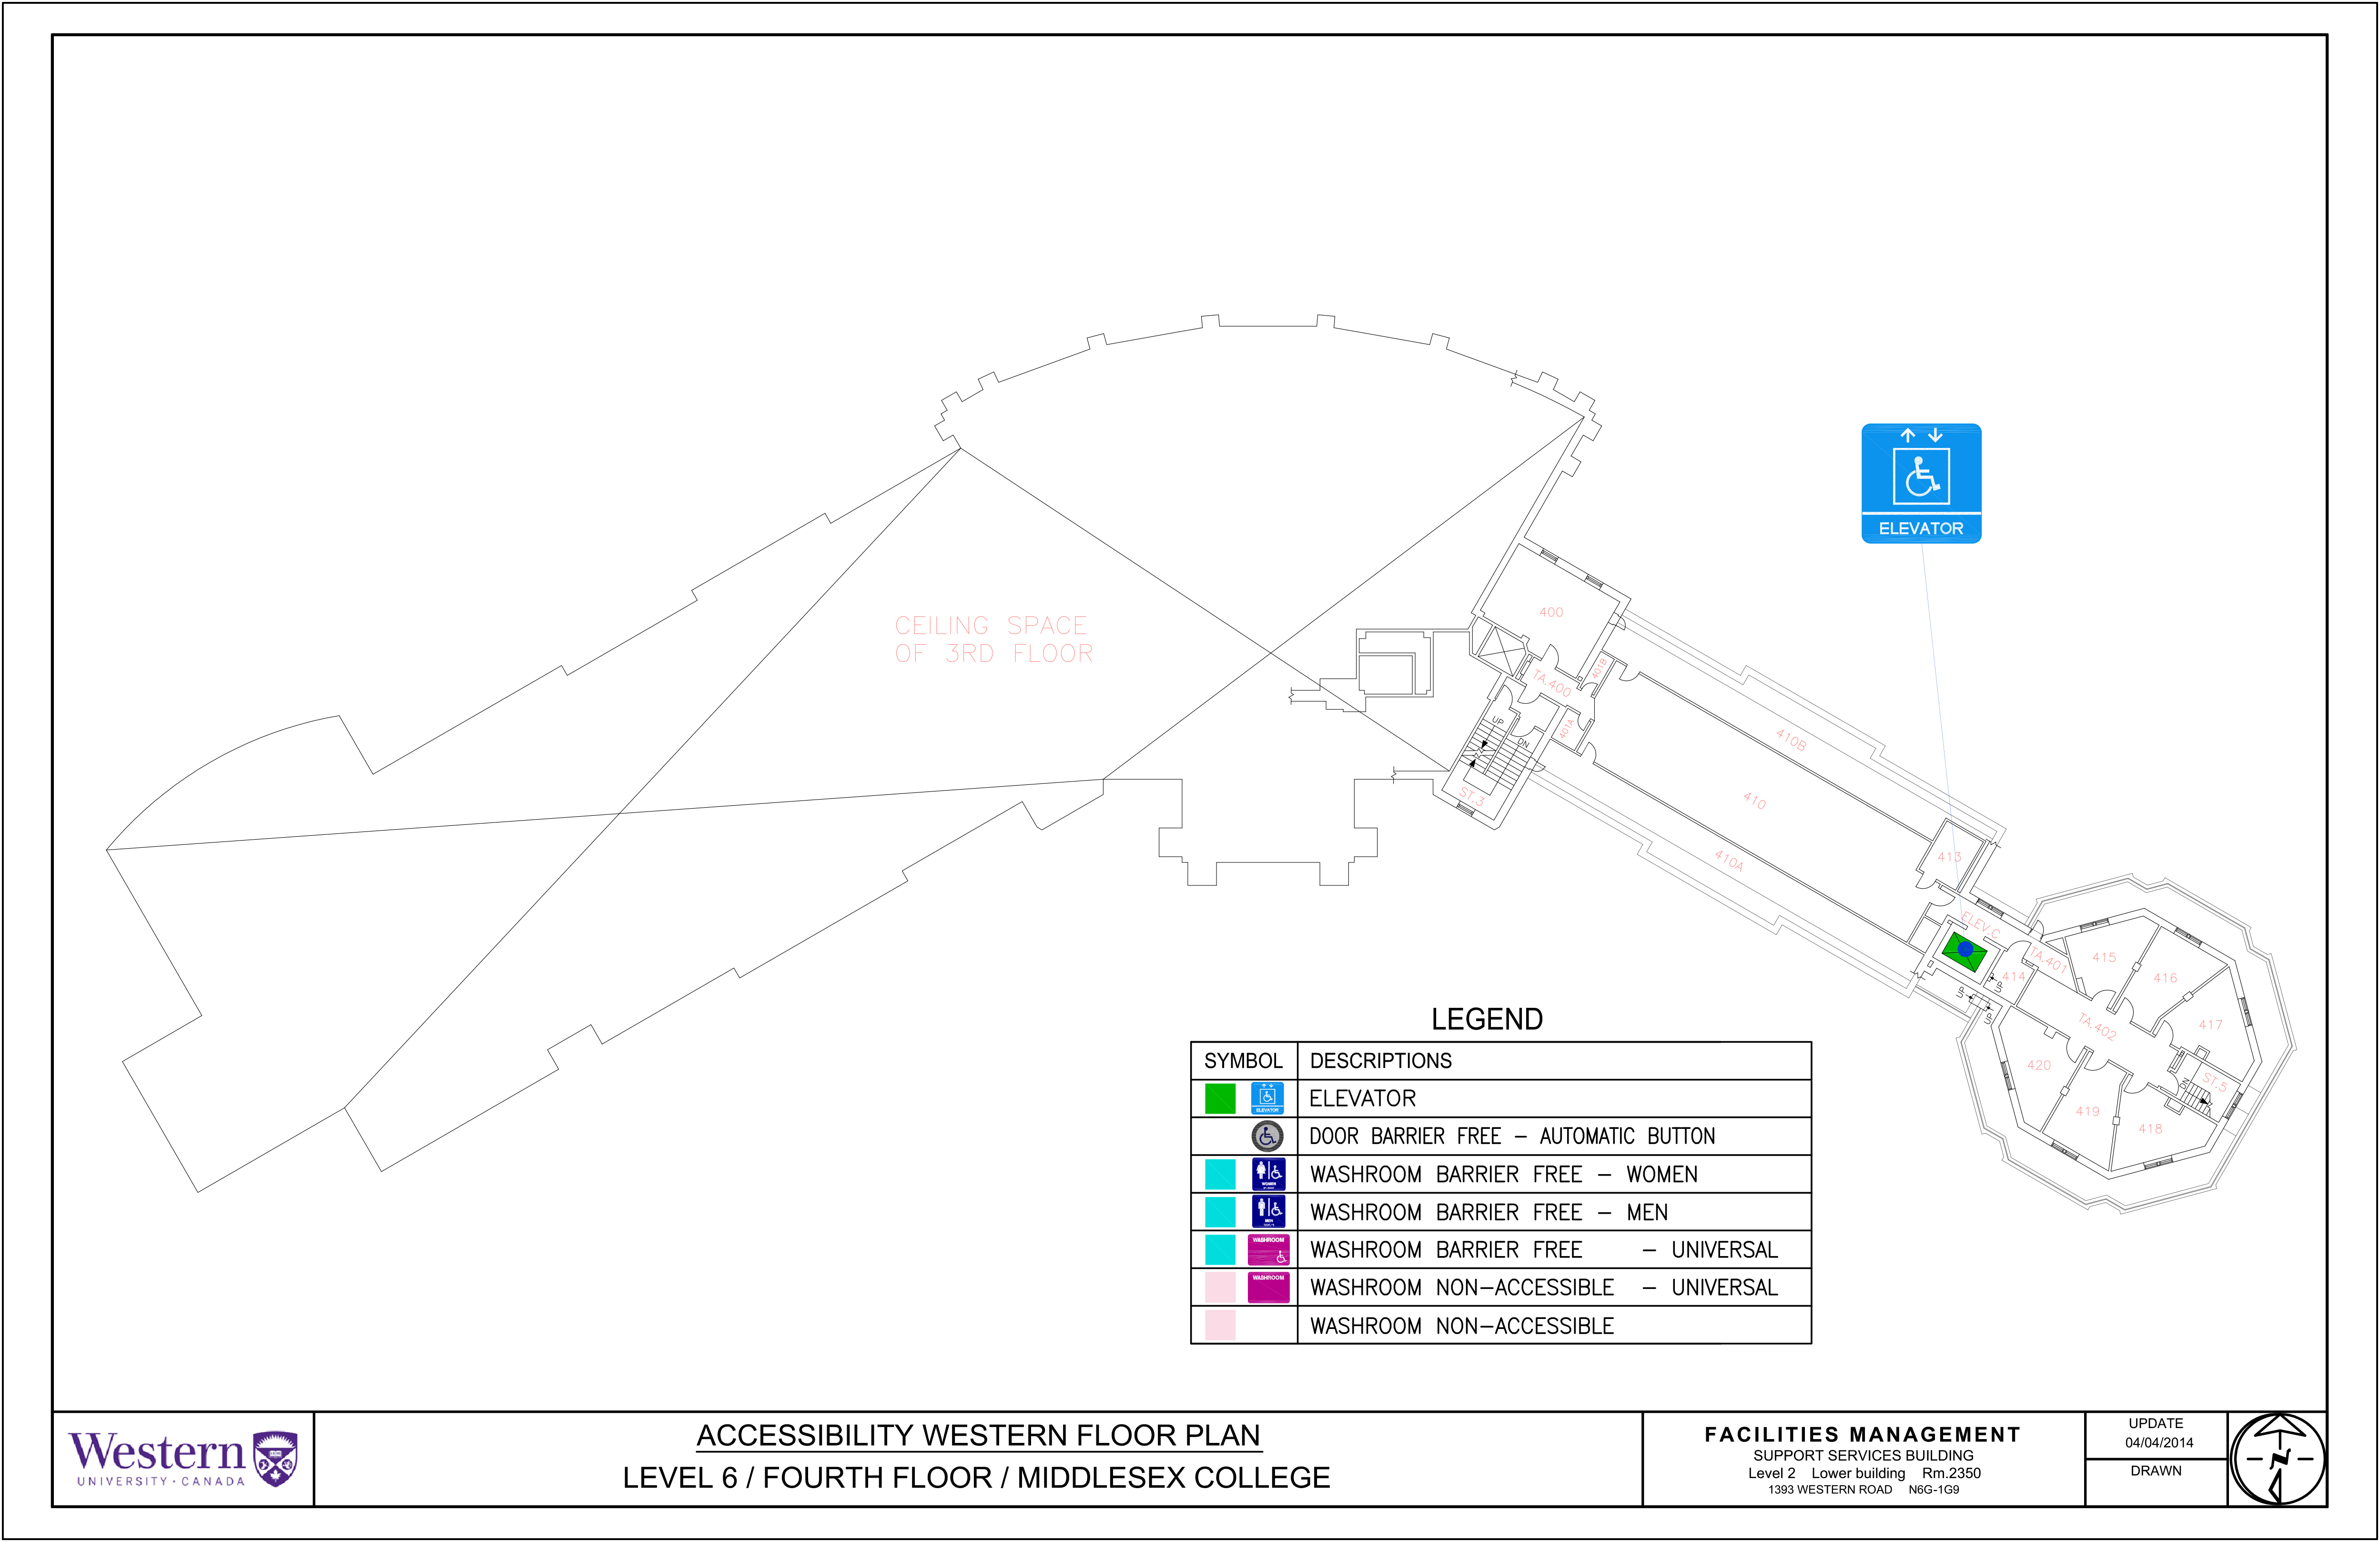 ELEVATOR
CEILING SPACE
OF 3RD FLOOR
400
401B
TA.400
401A
UP
DN
ST.3
410B
410
410A
413
ELEV.C
TA.401
414
UP
UP
UP
415
416
417
TA.402
420
419
418
ST.5
DN
LEGEND
SYMBOL DESCRIPTIONS
ELEVATOR ELEVATOR
DOOR BARRIER FREE – AUTOMATIC BUTTON
WOMEN WASHROOM BARRIER FREE – WOMEN
MEN WASHROOM BARRIER FREE – MEN
WASHROOM WASHROOM BARRIER FREE – UNIVERSAL
WASHROOM WASHROOM NON–ACCESSIBLE – UNIVERSAL
WASHROOM NON–ACCESSIBLE
Western
UNIVERSITY · CANADA
ACCESSIBILITY WESTERN FLOOR PLAN
LEVEL 6 / FOURTH FLOOR / MIDDLESEX COLLEGE
FACILITIES MANAGEMENT
SUPPORT SERVICES BUILDING
Level 2 Lower building Rm.2350
1393 WESTERN ROAD N6G-1G9
UPDATE
04/04/2014
DRAWN
N